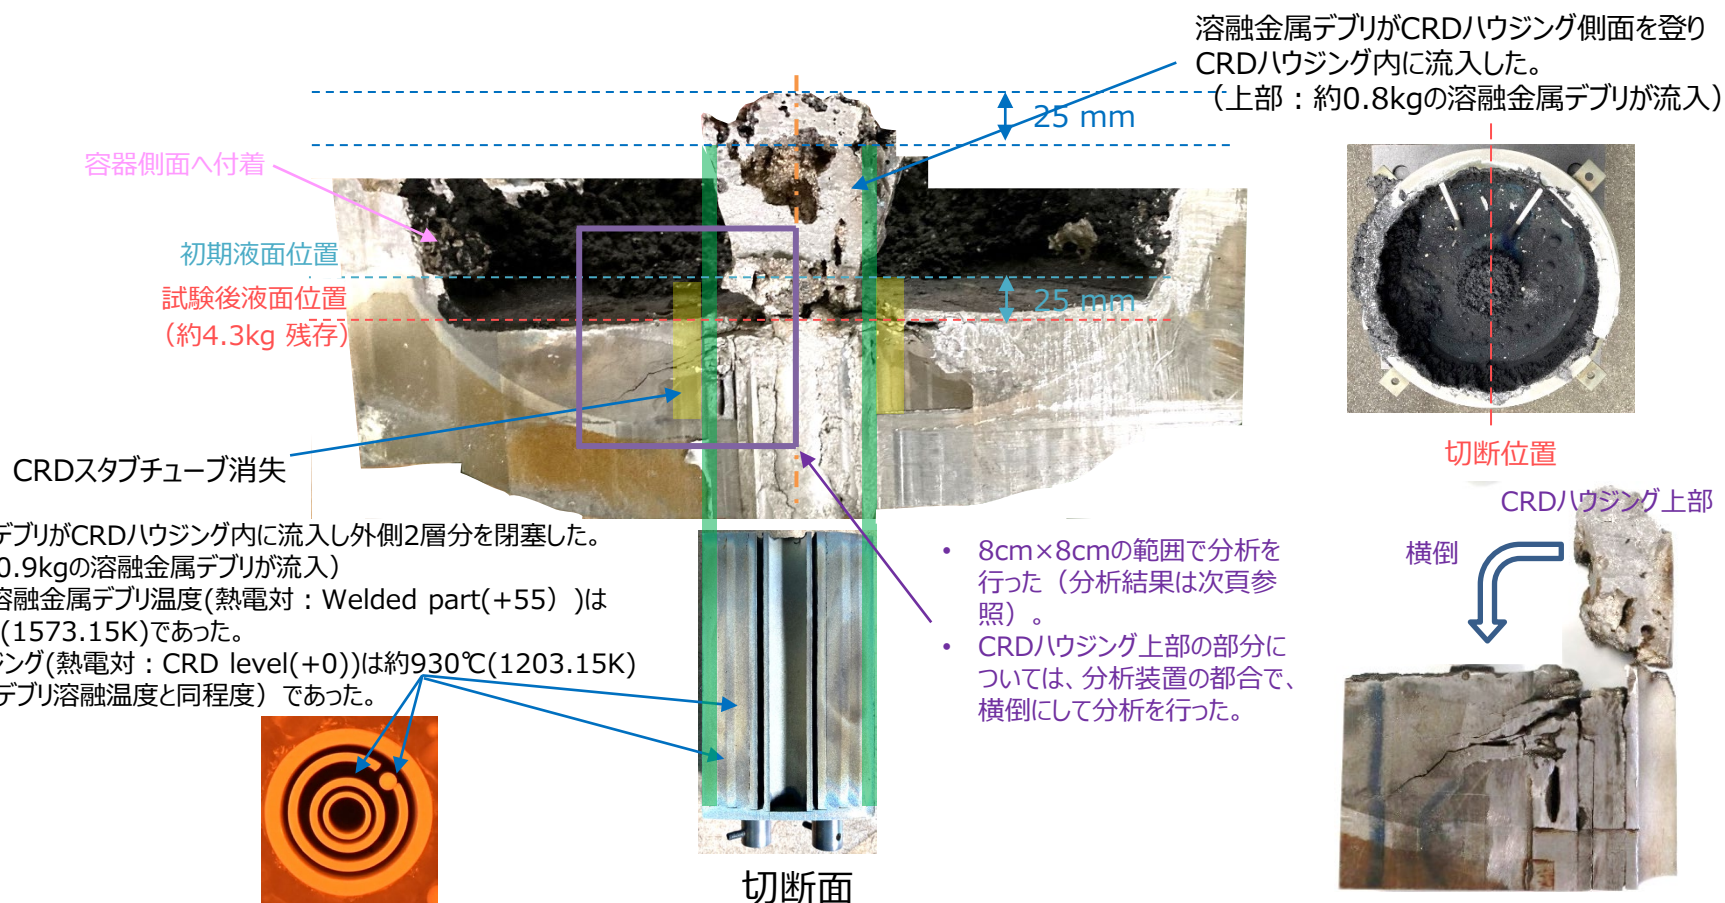 溶融金属デブリがCRDハウジング側面を登り
CRDハウジング内に流入した。
（上部：約0.8kgの溶融金属デブリが流入）
25 mm
容器側面へ付着
初期液面位置
試験後液面位置
（約4.3kg 残存）
25 mm
切断位置
CRDスタブチューブ消失
デブリがCRDハウジング内に流入し外側2層分を閉塞した。
0.9kgの溶融金属デブリが流入）
溶融金属デブリ温度(熱電対：Welded part(+55）)は
(1573.15K)であった。
ジング(熱電対：CRD level(+0))は約930℃(1203.15K)
デブリ溶融温度と同程度）であった。
• 8cm×8cmの範囲で分析を
行った（分析結果は次頁参
照）。
• CRDハウジング上部の部分に
ついては、分析装置の都合で、
横倒にして分析を行った。
CRDハウジング上部
横倒
切断面